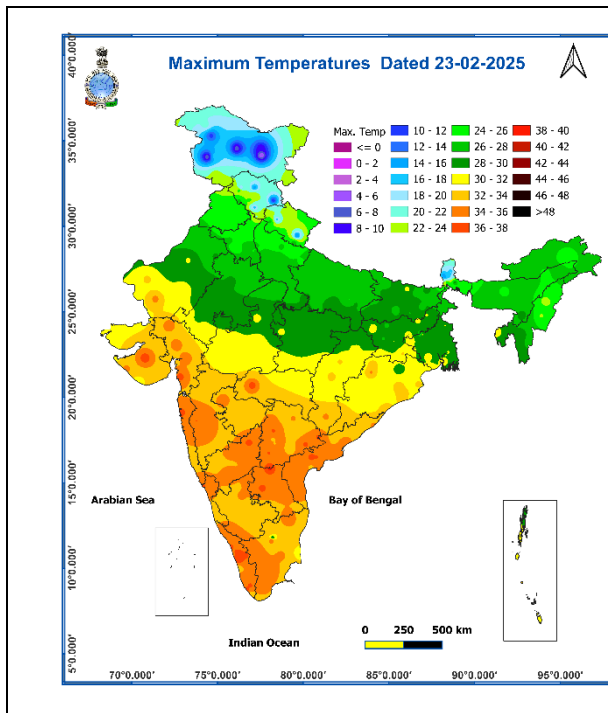 Maximum Temperatures Dated 23-02-2025
Max. Temp
<= 0
0 - 2
2 - 4
4 - 6
6 - 8
8 - 10
10 - 12
12 - 14
14 - 16
16 - 18
18 - 20
20 - 22
22 - 24
24 - 26
26 - 28
28 - 30
30 - 32
32 - 34
34 - 36
36 - 38
38 - 40
40 - 42
42 - 44
44 - 46
46 - 48
>48
40°0.000'
35°0.000'
30°0.000'
25°0.000'
20°0.000'
15°0.000'
10°0.000'
5°0.000'
Arabian Sea
Bay of Bengal
Indian Ocean
0 250 500 km
70°0.000' 75°0.000' 80°0.000' 85°0.000' 90°0.000' 95°0.000'